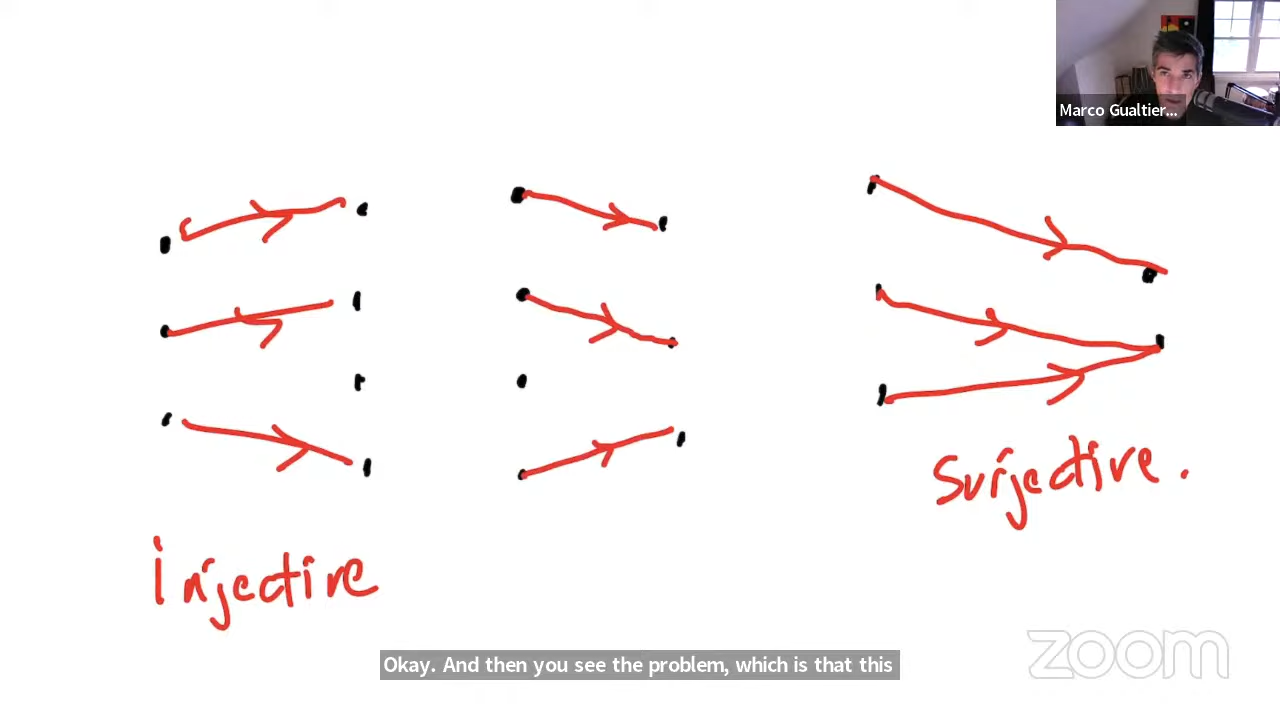 Marco Gualtier...
Surjective.
injective
Okay. And then you see the problem, which is that this
zoom